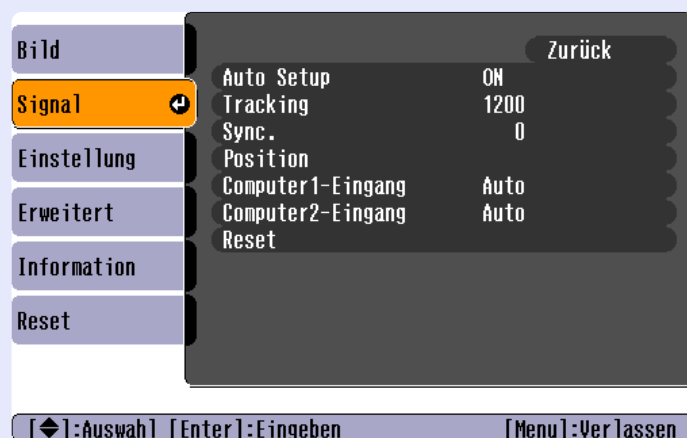 Bild
Signal
Einstellung
Erweitert
Information
Reset
Zurück
Auto Setup ON
Tracking 1200
Sync. 0
Position
Computer1-Eingang Auto
Computer2-Eingang Auto
Reset
[◆]:Auswahl [Enter]:Eingeben [Menu]:Verlassen